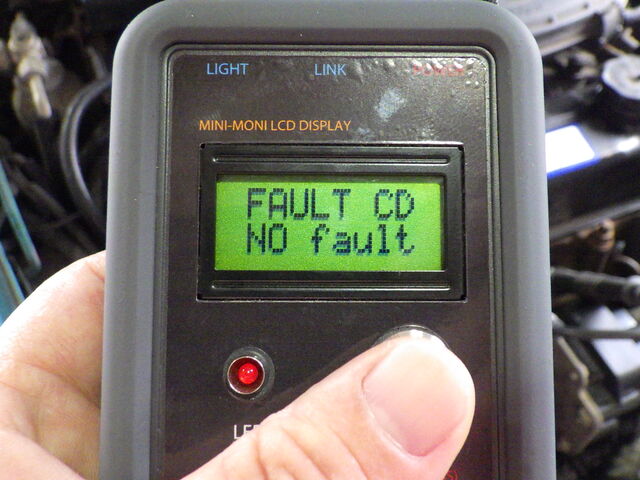 LIGHT LINK POWER
MINI-MONI LCD DISPLAY
FAULT CD
NO fault